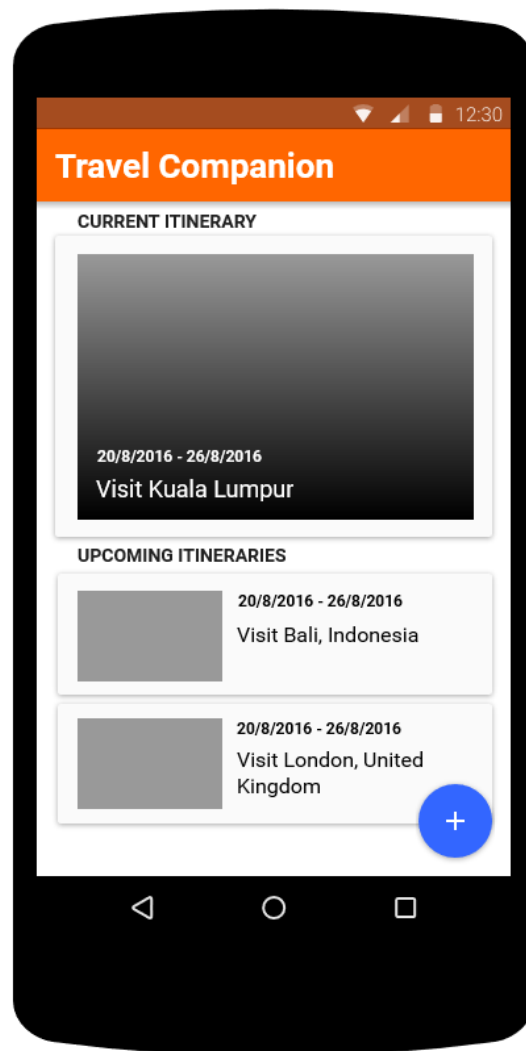 12:30
Travel Companion
CURRENT ITINERARY
20/8/2016 - 26/8/2016
Visit Kuala Lumpur
UPCOMING ITINERARIES
20/8/2016 - 26/8/2016
Visit Bali, Indonesia
20/8/2016 - 26/8/2016
Visit London, United
Kingdom
+